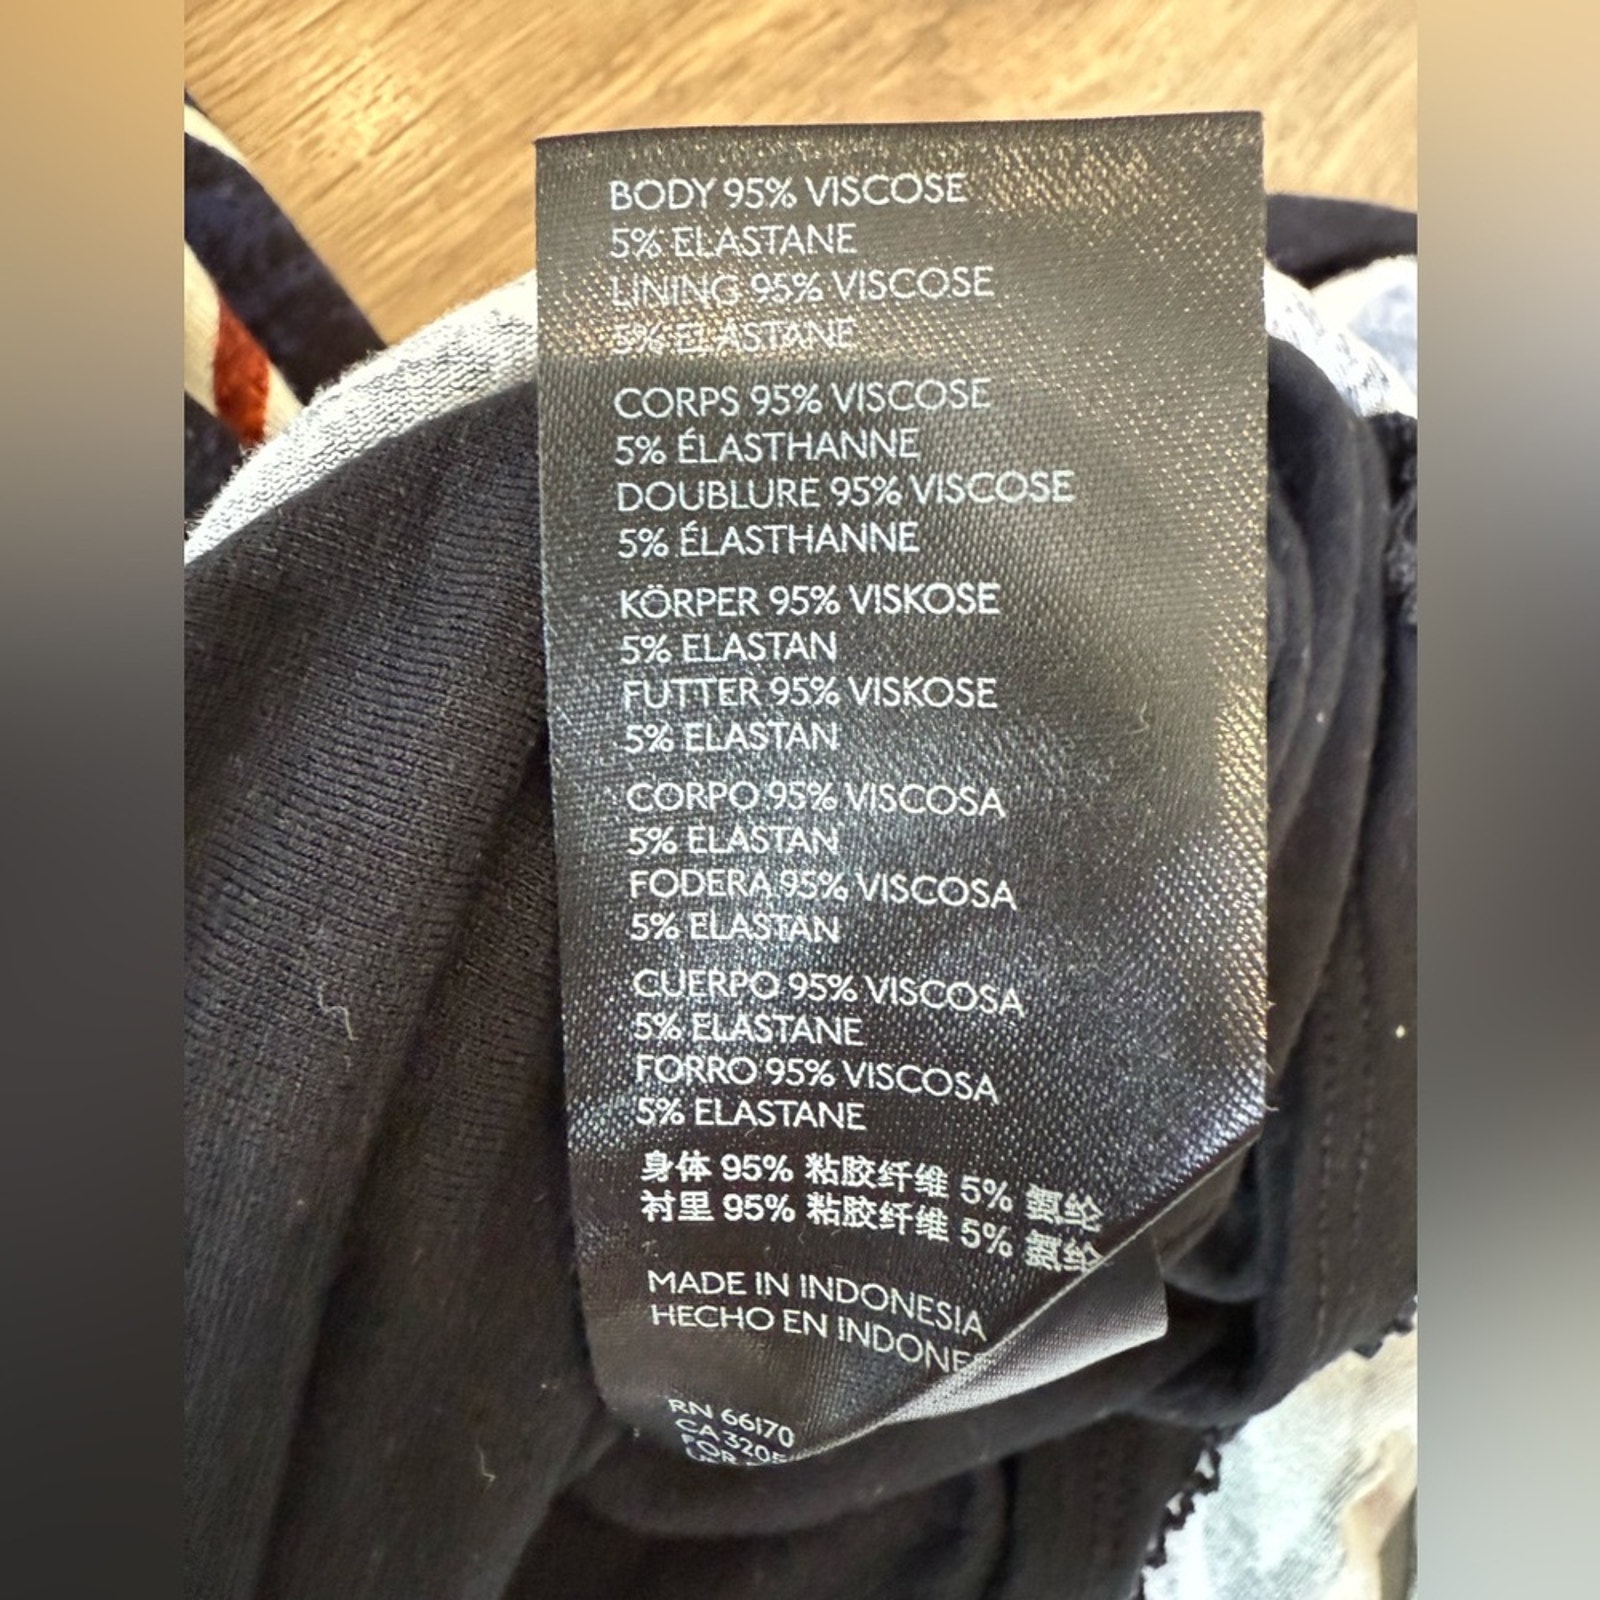 BODY 95% VISCOSE
5% ELASTANE
LINING 95% VISCOSE
5% ELASTANE
CORPS 95% VISCOSE
5% ÉLASTHANNE
DOUBLURE 95% VISCOSE
5% ÉLASTHANNE
KÖRPER 95% VISKOSE
5% ELASTAN
FUTTER 95% VISKOSE
5% ELASTAN
CORPO 95% VISCOSA
5% ELASTAN
FODERA 95% VISCOSA
5% ELASTAN
CUERPO 95% VISCOSA
5% ELASTANE
FORRO 95% VISCOSA
5% ELASTANE
身体 95% 粘胶纤维 5% 氨纶
衬里 95% 粘胶纤维 5% 氨纶
MADE IN INDONESIA
HECHO EN INDONE
RN 66170
CA 3205
FOR